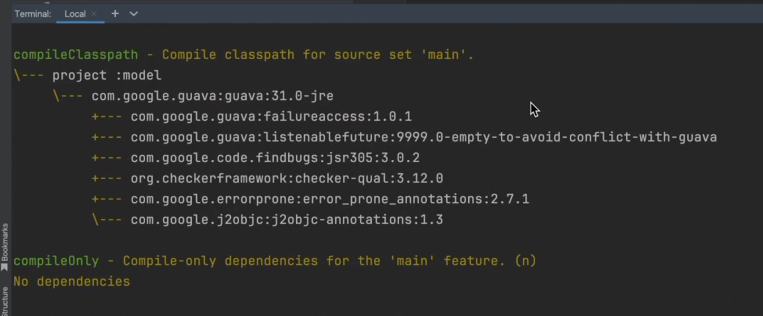 Terminal: Local × + ∨
compileClasspath - Compile classpath for source set 'main'.
\--- project :model
     \--- com.google.guava:guava:31.0-jre
          +--- com.google.guava:failureaccess:1.0.1
          +--- com.google.guava:listenablefuture:9999.0-empty-to-avoid-conflict-with-guava
          +--- com.google.code.findbugs:jsr305:3.0.2
          +--- org.checkerframework:checker-qual:3.12.0
          +--- com.google.errorprone:error_prone_annotations:2.7.1
          \--- com.google.j2objc:j2objc-annotations:1.3
compileOnly - Compile-only dependencies for the 'main' feature. (n)
No dependencies
Bookmarks
Structure